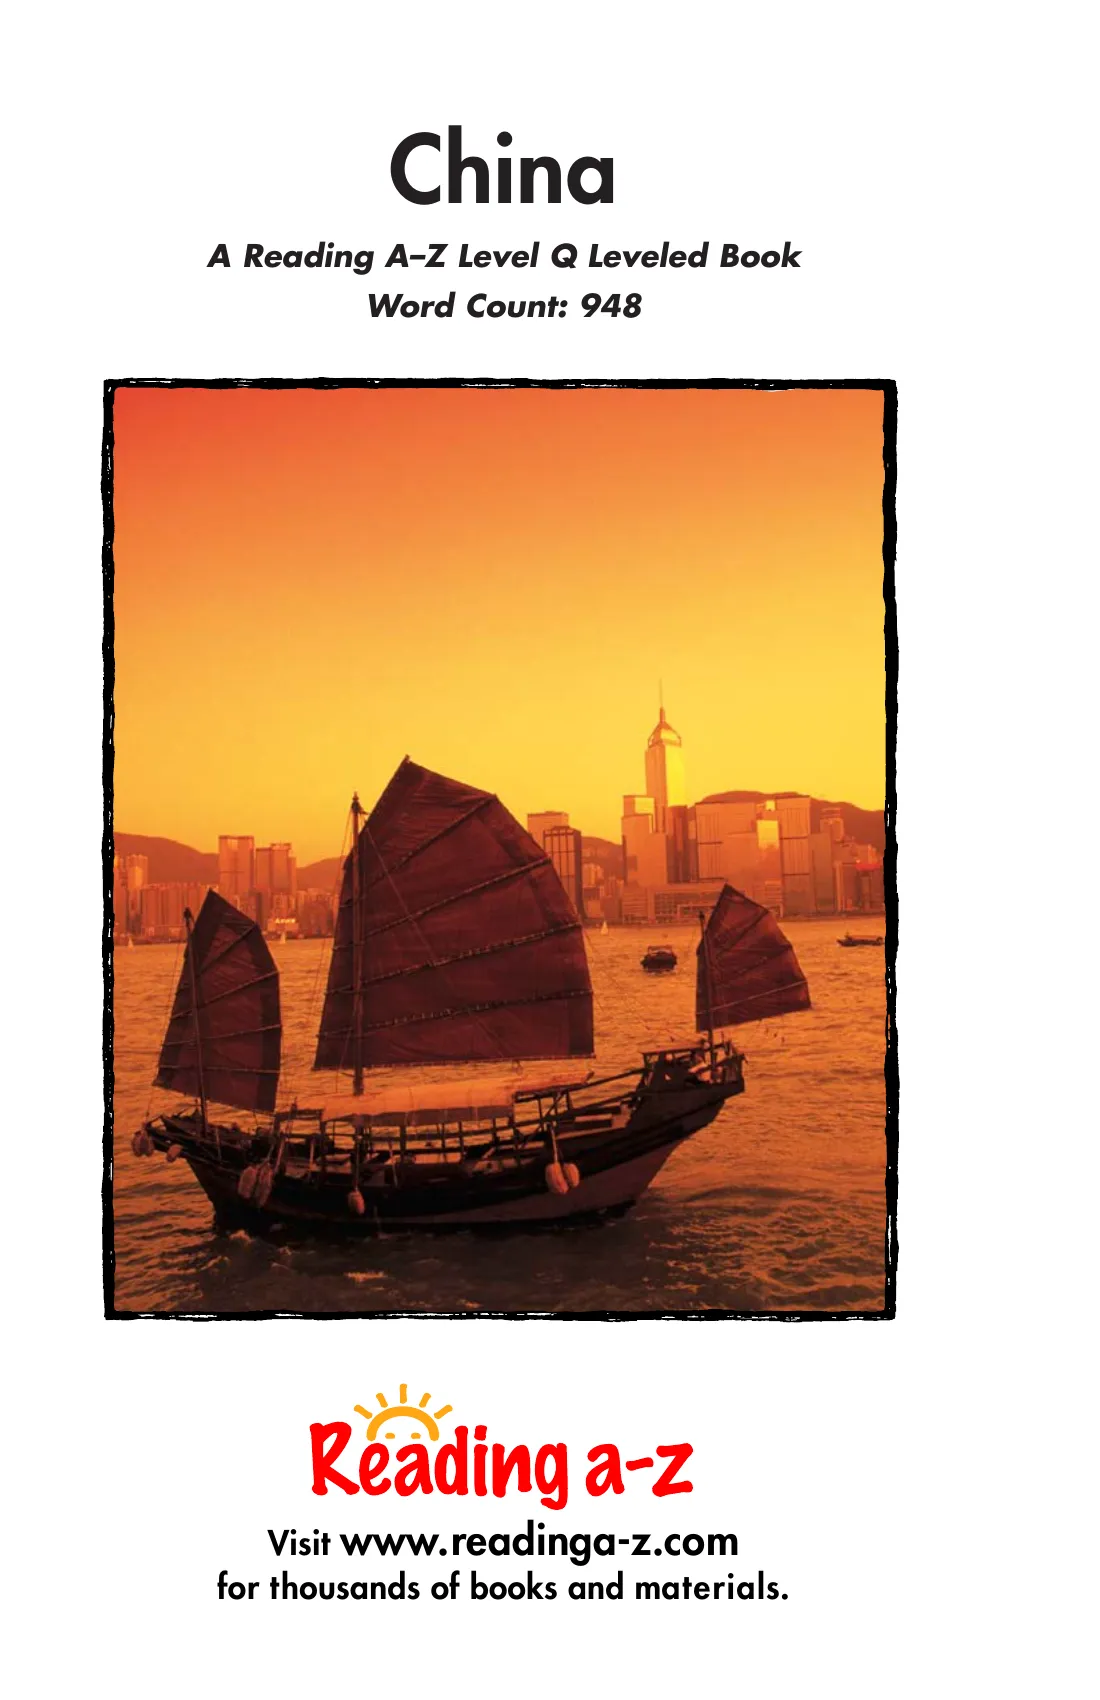 China
A Reading A–Z Level Q Leveled Book
Word Count: 948
Reading a-z
Visit www.readinga-z.com
for thousands of books and materials.